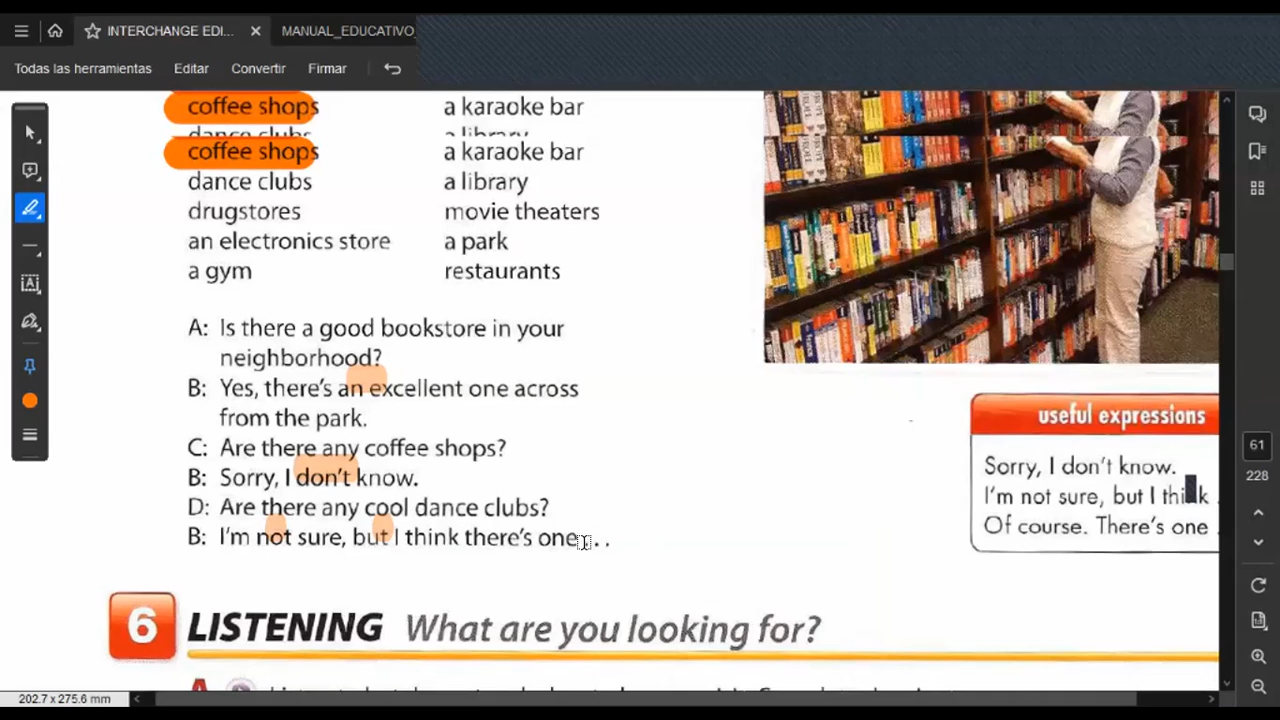 INTERCHANGE EDI...
MANUAL_EDUCATIVO_
Todas las herramientas
Editar
Convertir
Firmar
coffee shops
a karaoke bar
dance clubs
a library
coffee shops
a karaoke bar
dance clubs
a library
drugstores
movie theaters
an electronics store
a park
a gym
restaurants
A: Is there a good bookstore in your
neighborhood?
B: Yes, there's an excellent one across
from the park.
C: Are there any coffee shops?
B: Sorry, I don't know.
D: Are there any cool dance clubs?
B: I'm not sure, but I think there's one . . .
useful expressions
Sorry, I don't know.
I'm not sure, but I think .
Of course. There's one .
61
228
6 LISTENING What are you looking for?
202.7 x 275.6 mm